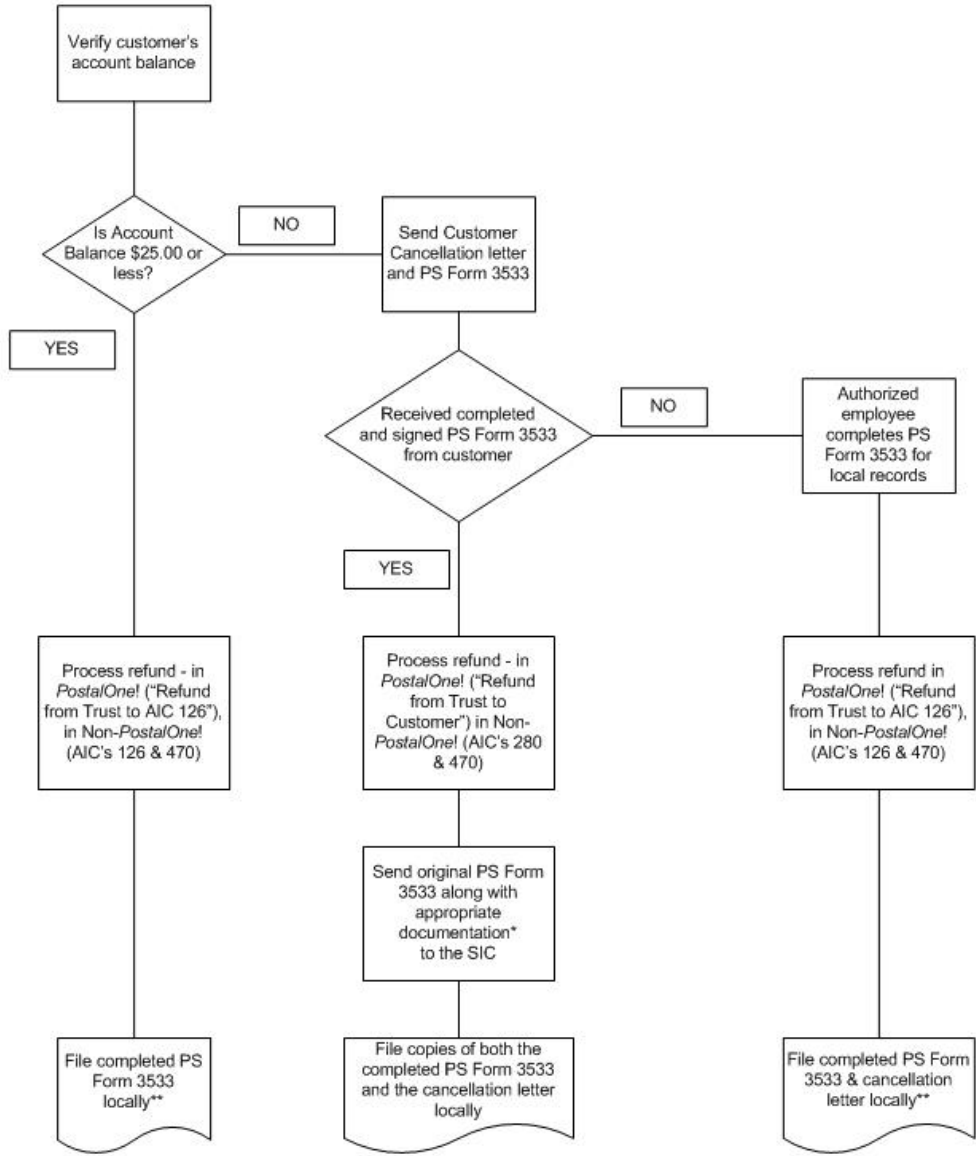 Verify customer's
account balance
Is Account
Balance $25.00 or
less?
NO
Send Customer
Cancellation letter
and PS Form 3533
YES
Received completed
and signed PS Form 3533
from customer
NO
Authorized
employee
completes PS
Form 3533 for
local records
YES
Process refund - in
PostalOne! ("Refund
from Trust to AIC 126"),
in Non-PostalOne!
(AIC's 126 & 470)
Process refund - in
PostalOne! ("Refund
from Trust to
Customer") in Non-
PostalOne! (AIC's 280
& 470)
Process refund in
PostalOne! ("Refund
from Trust to AIC 126"),
in Non-PostalOne!
(AIC's 126 & 470)
Send original PS Form
3533 along with
appropriate
documentation*
to the SIC
File completed PS
Form 3533
locally**
File copies of both the
completed PS Form 3533
and the cancellation letter
locally
File completed PS Form
3533 & cancellation
letter locally**